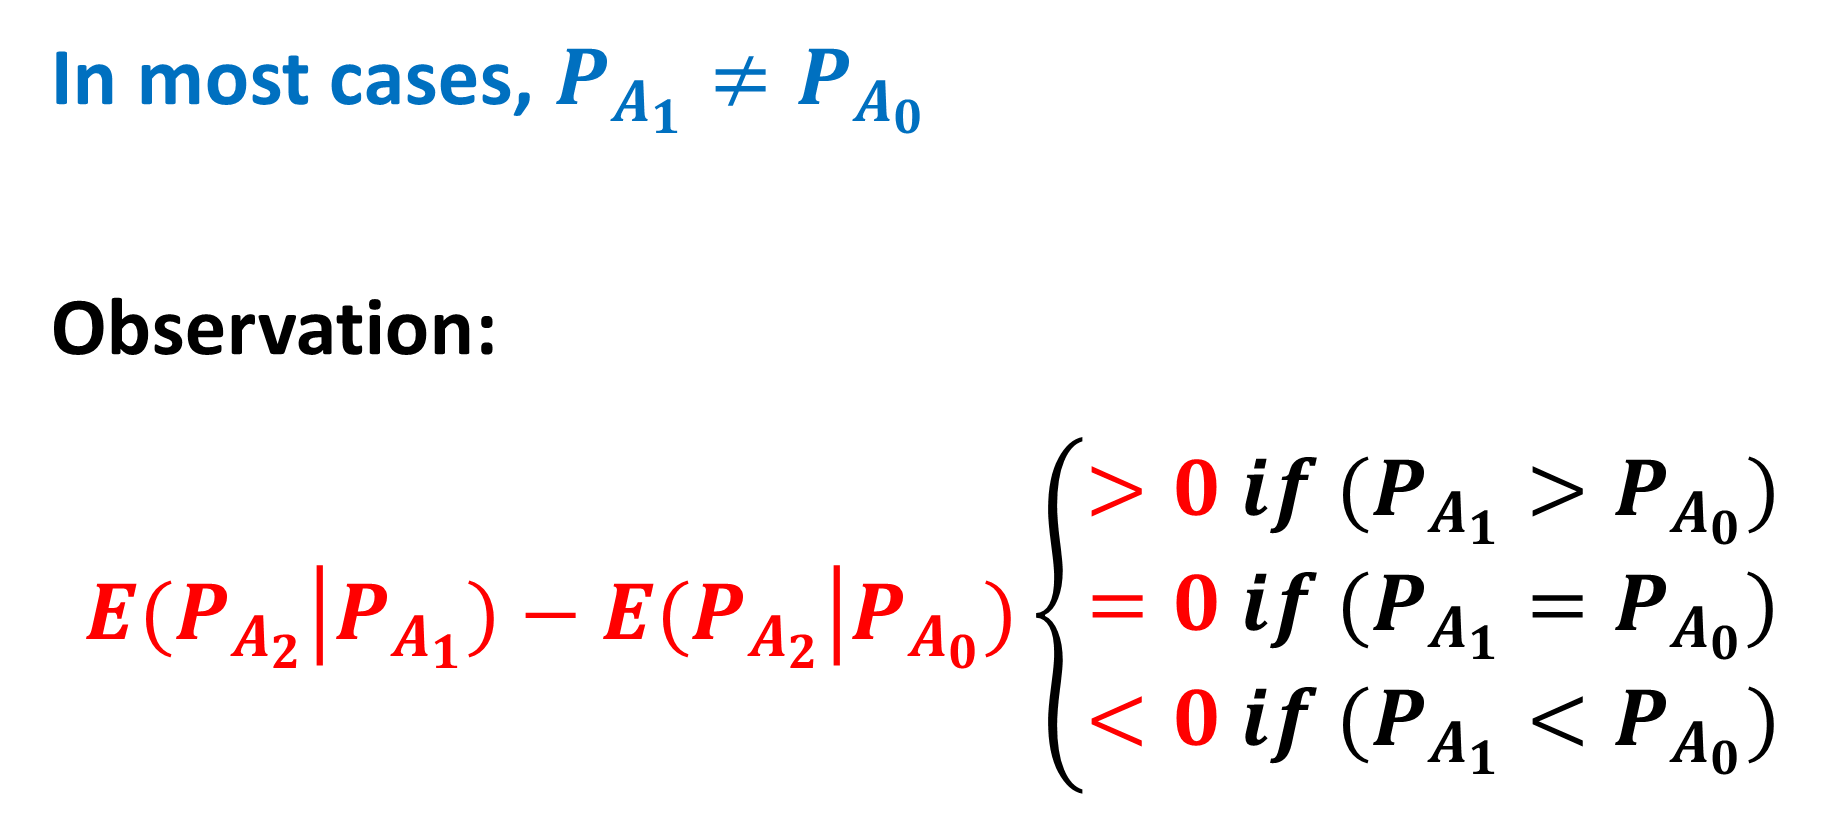 In most cases, P_{A_1} ≠ P_{A_0}
Observation:
> 0 if (P_{A_1} > P_{A_0})
E(P_{A_2}|P_{A_1}) − E(P_{A_2}|P_{A_0}) { = 0 if (P_{A_1} = P_{A_0})
< 0 if (P_{A_1} < P_{A_0})